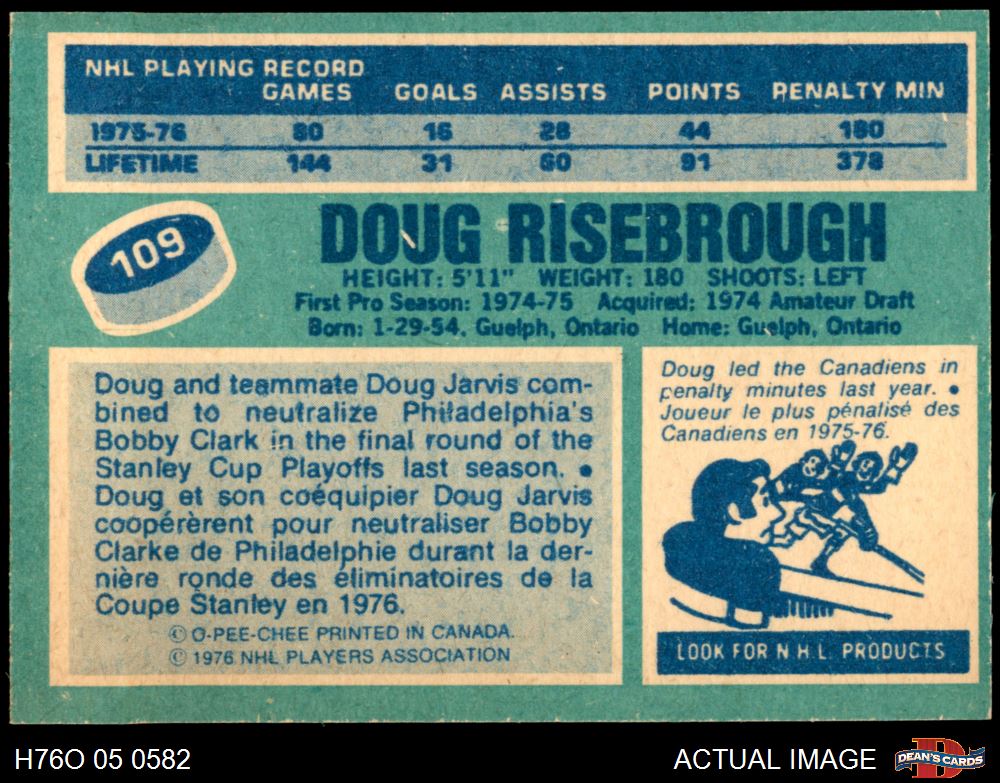 NHL PLAYING RECORD
GAMES GOALS ASSISTS POINTS PENALTY MIN
1975-76 80 16 28 44 180
LIFETIME 144 31 60 91 378
109
DOUG RISEBROUGH
HEIGHT: 5'11" WEIGHT: 180 SHOOTS: LEFT
First Pro Season: 1974-75 Acquired: 1974 Amateur Draft
Born: 1-29-54. Guelph, Ontario Home: Guelph, Ontario
Doug and teammate Doug Jarvis com-
bined to neutralize Philadelphia's
Bobby Clark in the final round of the
Stanley Cup Playoffs last season. •
Doug et son coéquipier Doug Jarvis
coopérèrent pour neutraliser Bobby
Clarke de Philadelphie durant la der-
nière ronde des éliminatoires de la
Coupe Stanley en 1976.
© O-PEE-CHEE PRINTED IN CANADA.
© 1976 NHL PLAYERS ASSOCIATION
Doug led the Canadiens in
penalty minutes last year. •
Joueur le plus pénalisé des
Canadiens en 1975-76.
LOOK FOR N H L PRODUCTS
H76O 05 0582
ACTUAL IMAGE
D
DEAN'S CARDS